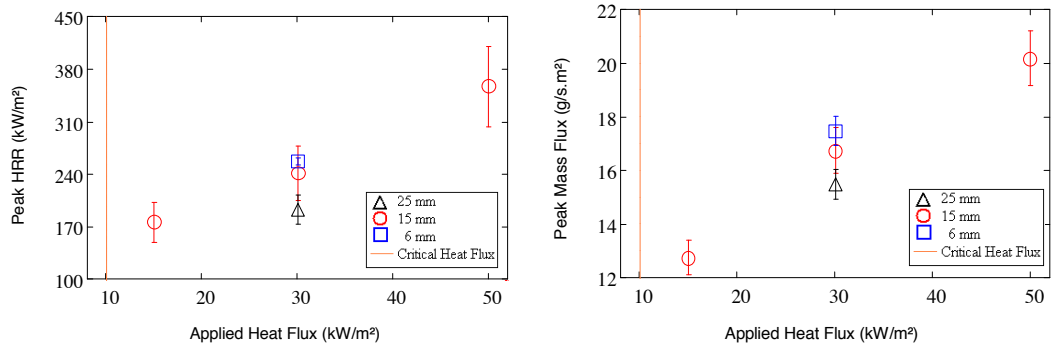 450
380
310
240
170
100
Peak HRR (kW/m²)
25 mm
15 mm
6 mm
Critical Heat Flux
10
20
30
40
50
Applied Heat Flux (kW/m²)
22
20
18
16
14
12
Peak Mass Flux (g/s.m²)
25 mm
15 mm
6 mm
Critical Heat Flux
10
20
30
40
50
Applied Heat Flux (kW/m²)